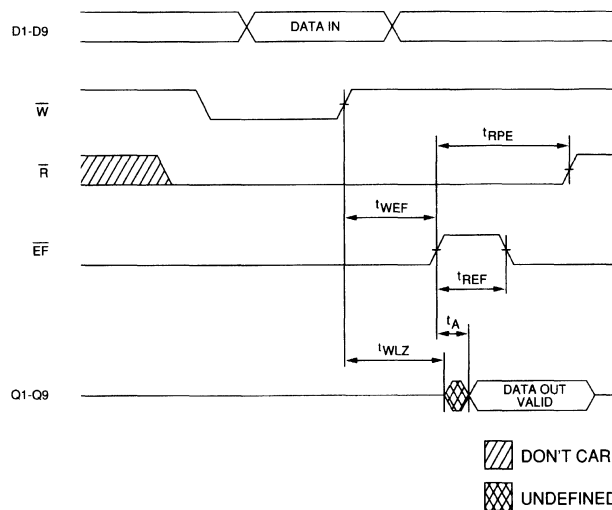 D1-D9
DATA IN
W
tRPE
R
tWEF
EF
tREF
tA
tWLZ
Q1-Q9
DATA OUT
VALID
DON'T CAR
UNDEFINED